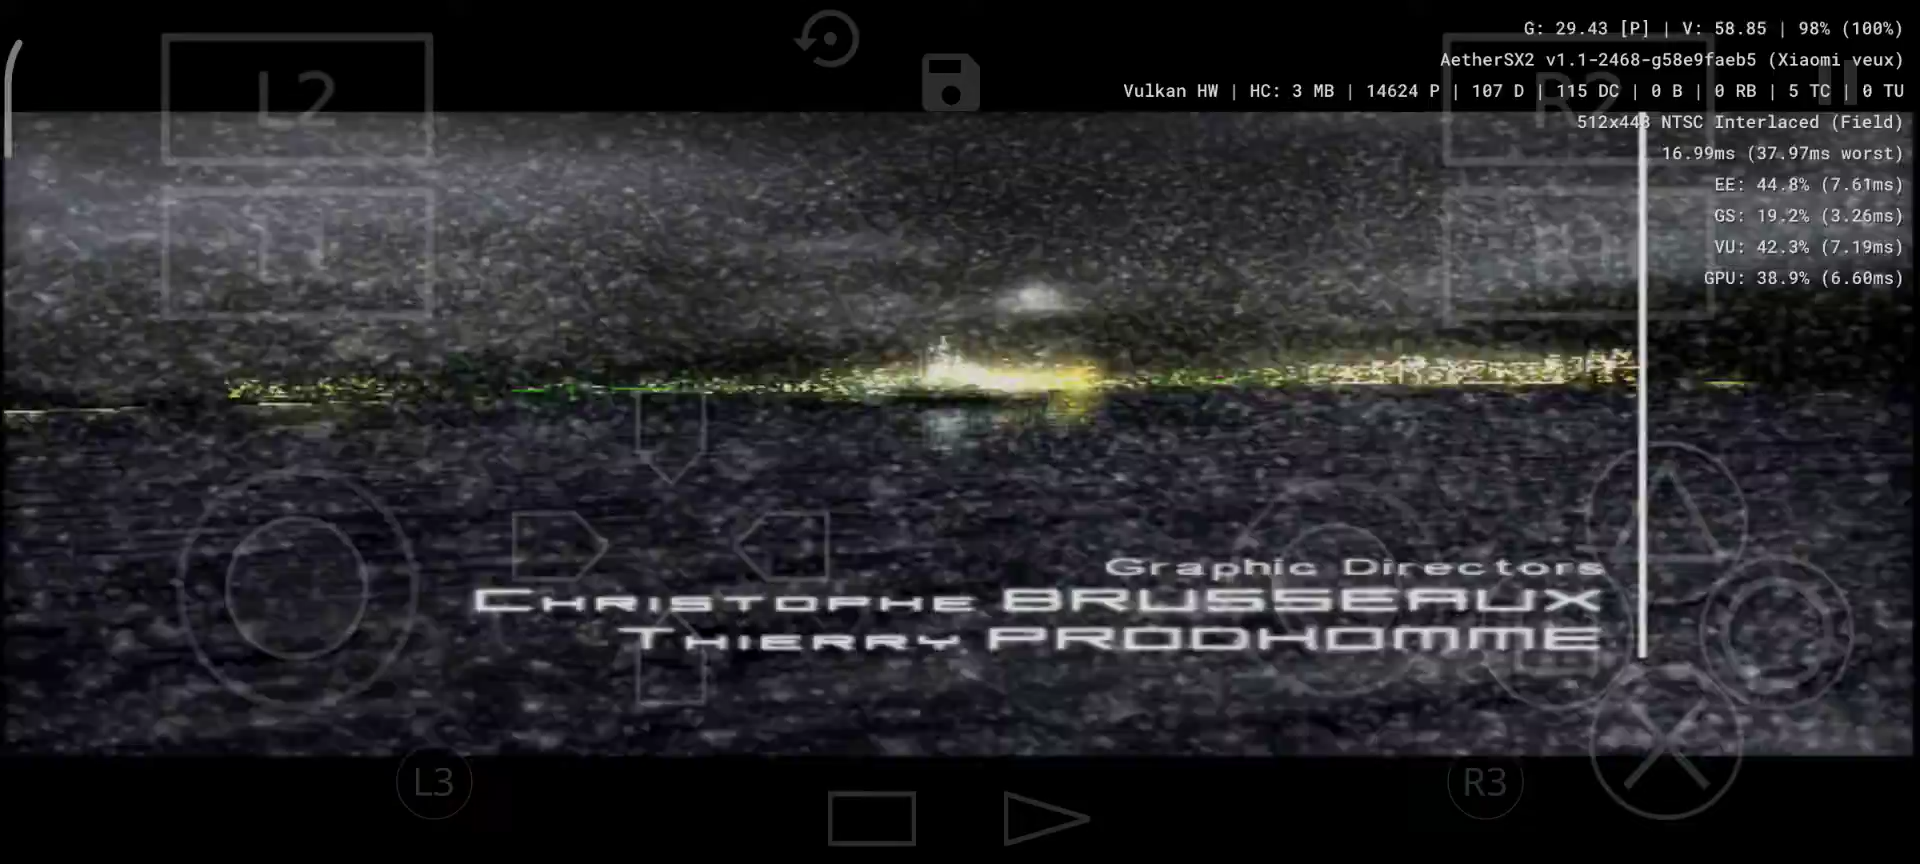 G: 29.43 [P] | V: 58.85 | 98% (100%)
AetherSX2 v1.1-2468-g58e9faeb5 (Xiaomi veux)
Vulkan HW | HC: 3 MB | 14624 P | 107 D | 115 DC | 0 B | 0 RB | 5 TC | 0 TU
512x448 NTSC Interlaced (Field)
16.99ms (37.97ms worst)
EE: 44.8% (7.61ms)
GS: 19.2% (3.26ms)
VU: 42.3% (7.19ms)
GPU: 38.9% (6.60ms)
L2
R2
L1
R1
Graphic Directors
CHRISTOPHE BRUSSEAUX
THIERRY PRODHOMME
L3
R3